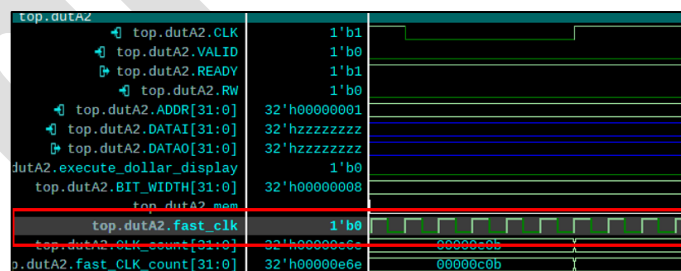 top.dutA2
top.dutA2.CLK 1'b1
top.dutA2.VALID 1'b0
top.dutA2.READY 1'b1
top.dutA2.RW 1'b0
top.dutA2.ADDR[31:0] 32'h00000001
top.dutA2.DATAI[31:0] 32'hzzzzzzzz
top.dutA2.DATAO[31:0] 32'hzzzzzzzz
dutA2.execute_dollar_display 1'b0
top.dutA2.BIT_WIDTH[31:0] 32'h00000008
top.dutA2.mem
top.dutA2.fast_clk 1'b0
top.dutA2.CLK_count[31:0] 32'h00000e6e 00000c0b
p.dutA2.fast_CLK_count[31:0] 32'h00000e6e 00000c0b